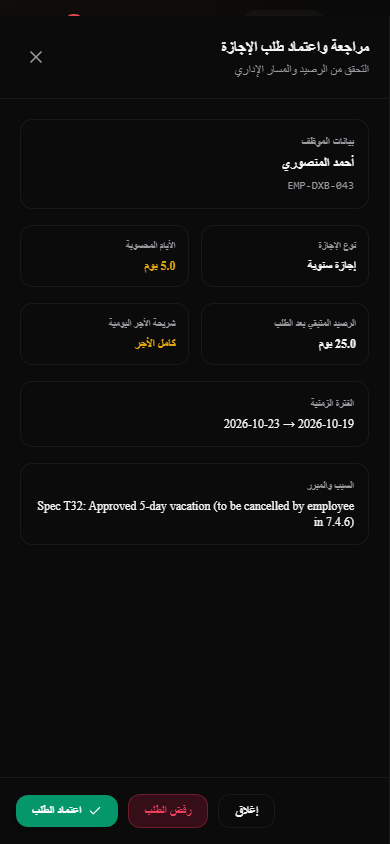 مراجعة واعتماد طلب الإجازة
التحقق من الرصيد والمسار الإداري
بيانات الموظف
أحمد المنصوري
EMP-DXB-043
نوع الإجازة
إجازة سنوية
الأيام المحسوبة
5.0 يوم
الرصيد المتبقي بعد الطلب
25.0 يوم
شريحة الأجر اليومية
كامل الأجر
الفترة الزمنية
2026-10-23 → 2026-10-19
السبب والمبرر
Spec T32: Approved 5-day vacation (to be cancelled by employee
in 7.4.6)
إغلاق
رفض الطلب
اعتماد الطلب